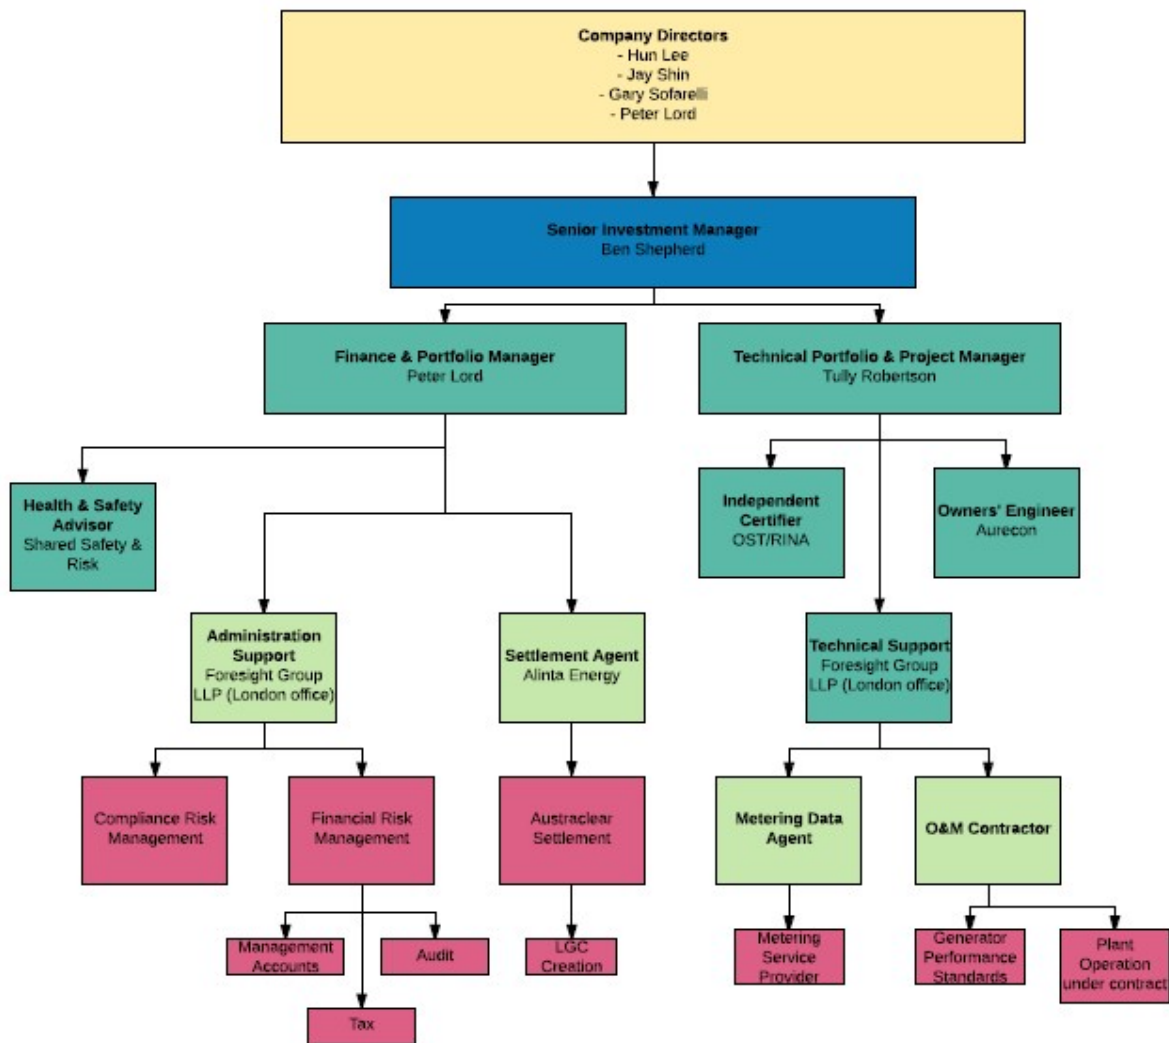 Company Directors
- Hun Lee
- Jay Shin
- Gary Sofarelli
- Peter Lord
Senior Investment Manager
Ben Shepherd
Finance & Portfolio Manager
Peter Lord
Technical Portfolio & Project Manager
Tully Robertson
Health & Safety
Advisor
Shared Safety &
Risk
Independent
Certifier
OST/RINA
Owners' Engineer
Aurecon
Administration
Support
Foresight Group
LLP (London office)
Settlement Agent
Alinta Energy
Technical Support
Foresight Group
LLP (London office)
Compliance Risk
Management
Financial Risk
Management
Austraclear
Settlement
Metering Data
Agent
O&M Contractor
Management
Accounts
Audit
LGC
Creation
Metering
Service
Provider
Generator
Performance
Standards
Plant
Operation
under contract
Tax